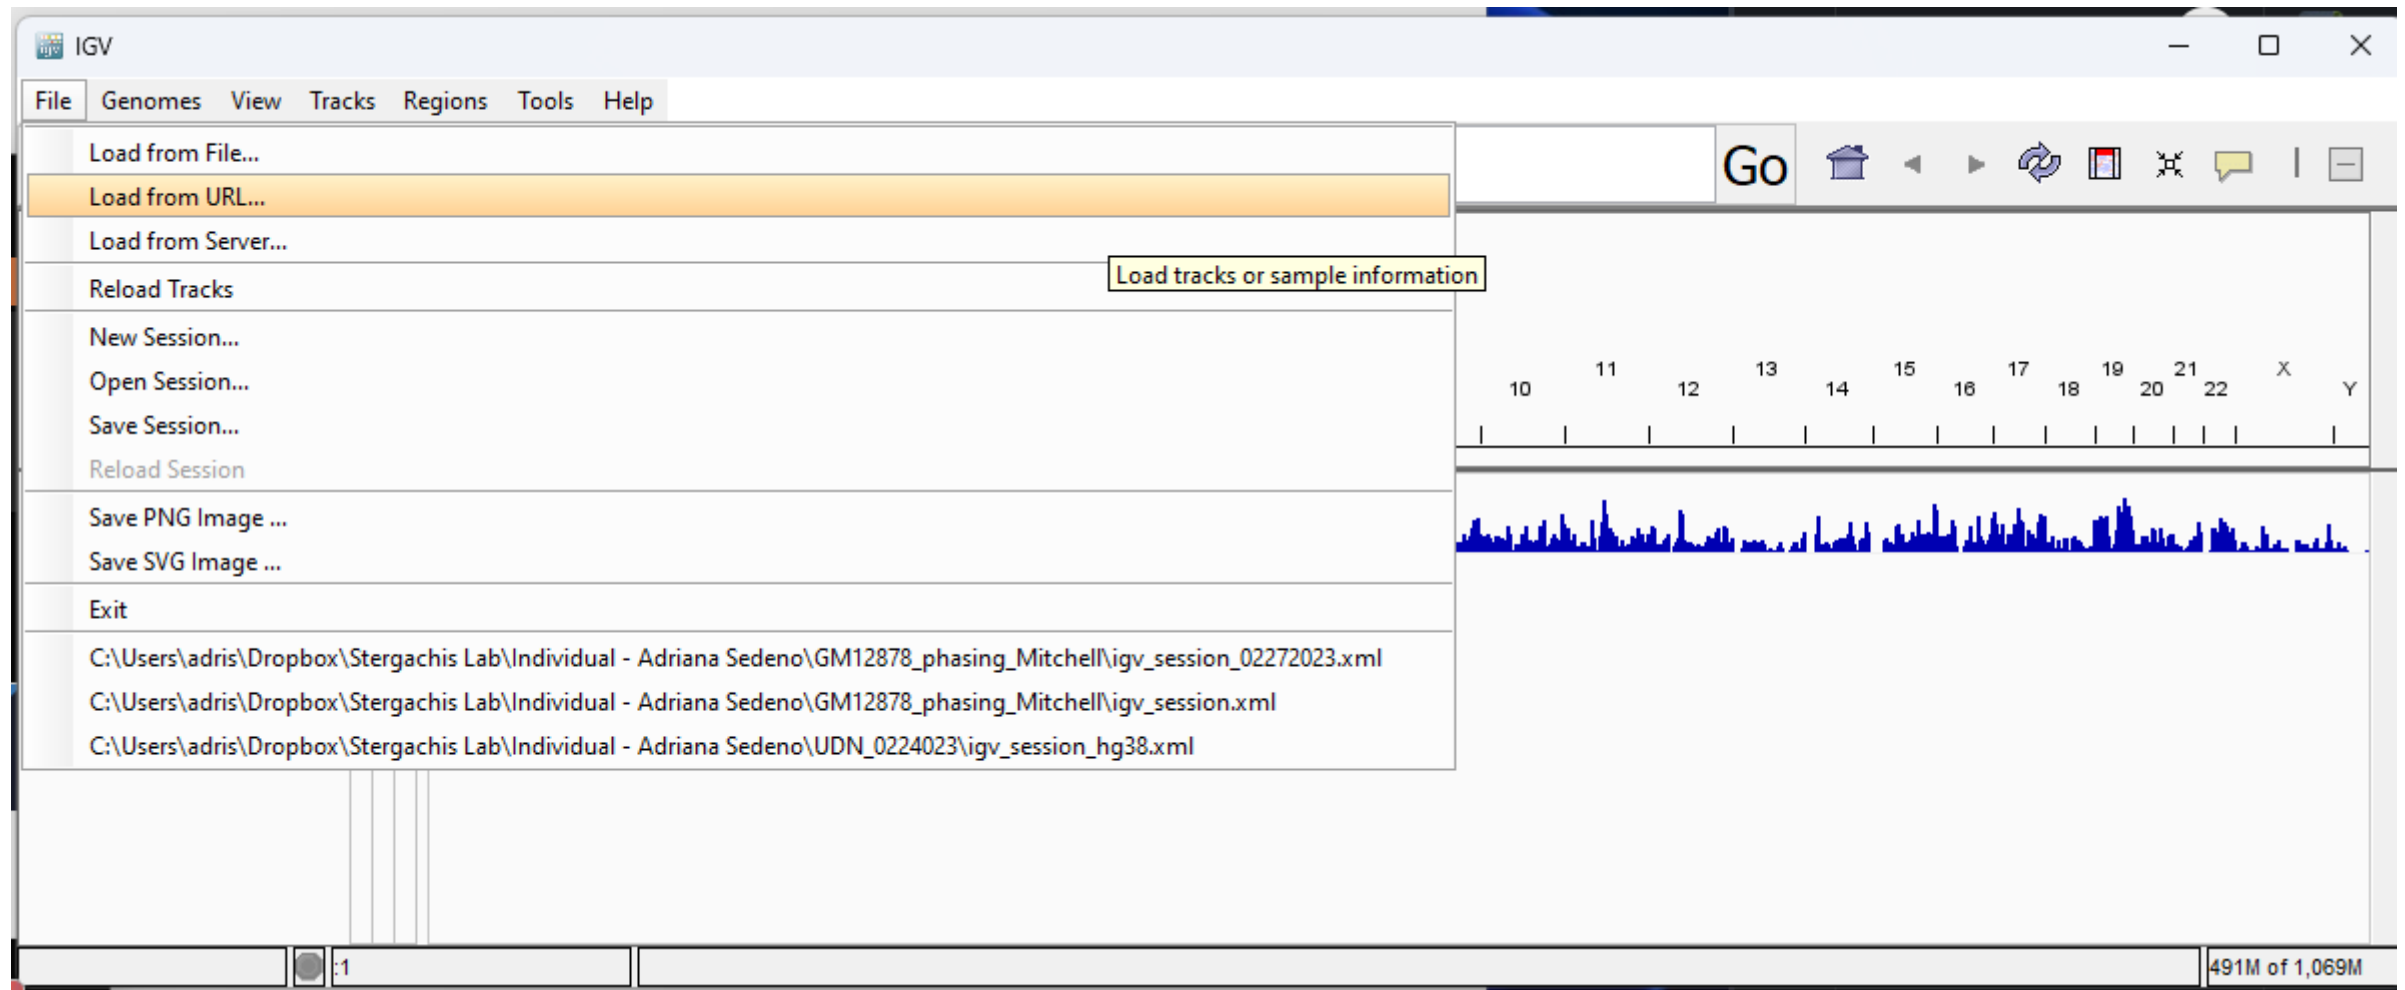 IGV
File Genomes View Tracks Regions Tools Help
Load from File...
Load from URL...
Load from Server...
Load tracks or sample information
Reload Tracks
New Session...
Open Session...
Save Session...
Reload Session
Save PNG Image ...
Save SVG Image ...
Exit
C:\Users\adris\Dropbox\Stergachis Lab\Individual - Adriana Sedeno\GM12878_phasing_Mitchell\igv_session_02272023.xml
C:\Users\adris\Dropbox\Stergachis Lab\Individual - Adriana Sedeno\GM12878_phasing_Mitchell\igv_session.xml
C:\Users\adris\Dropbox\Stergachis Lab\Individual - Adriana Sedeno\UDN_0224023\igv_session_hg38.xml
Go
10 11 12 13 14 15 16 17 18 19 20 21 22 X Y
:1
491M of 1,069M